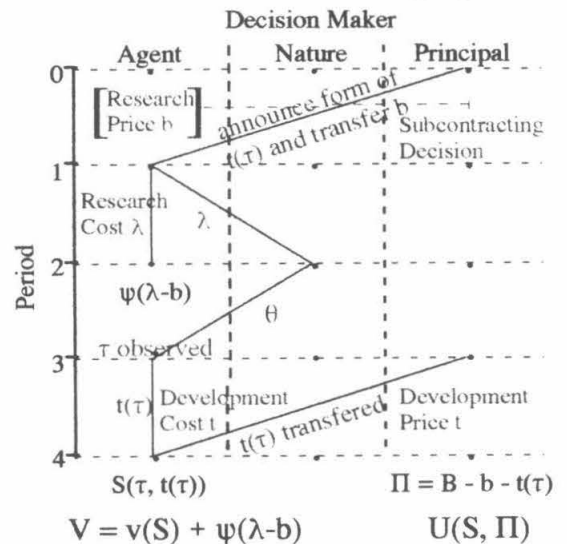 Decision Maker
Agent Nature Principal
0
[Research
Price b]
announce form of
t(τ) and transfer b
Subcontracting
Decision
1
Research
Cost λ
λ
Period
2
ψ(λ-b)
θ
τ observed
3
t(τ)
Development
Cost t
t(τ) transfered
Development
Price t
4
S(τ, t(τ))
Π = B - b - t(τ)
V = v(S) + ψ(λ-b)
U(S, Π)